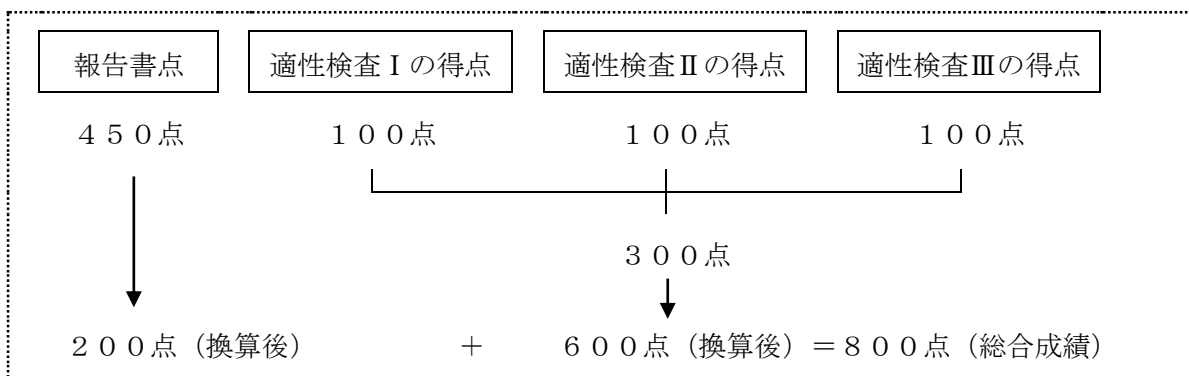 報告書点 適性検査Ⅰの得点 適性検査Ⅱの得点 適性検査Ⅲの得点
４５０点 １００点 １００点 １００点
３００点
２００点（換算後） ＋ ６００点（換算後）＝８００点（総合成績）